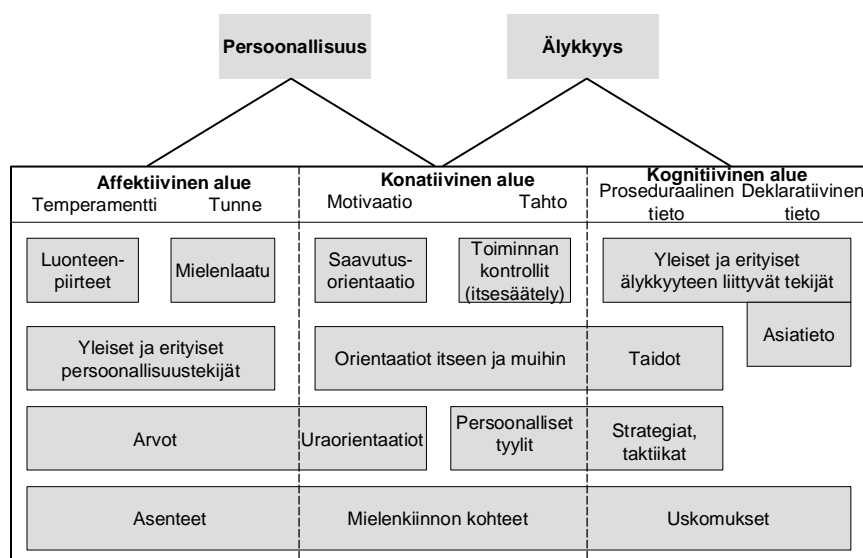 Persoonallisuus
Älykkyys
Affektiivinen alue
Konatiivinen alue
Kognitiivinen alue
Temperamentti
Tunne
Motivaatio
Tahto
Proseduraalinen
tieto
Deklaratiivinen
tieto
Luonteen-
piirteet
Mielenlaatu
Saavutus-
orientaatio
Toiminnan
kontrollit
(itsesäätely)
Yleiset ja erityiset
älykkyyteen liittyvät tekijät
Asiatieto
Yleiset ja erityiset
persoonallisuustekijät
Orientaatiot itseen ja muihin
Taidot
Arvot
Uraorientaatiot
Persoonalliset
tyylit
Strategiat,
taktiikat
Asenteet
Mielenkiinnon kohteet
Uskomukset